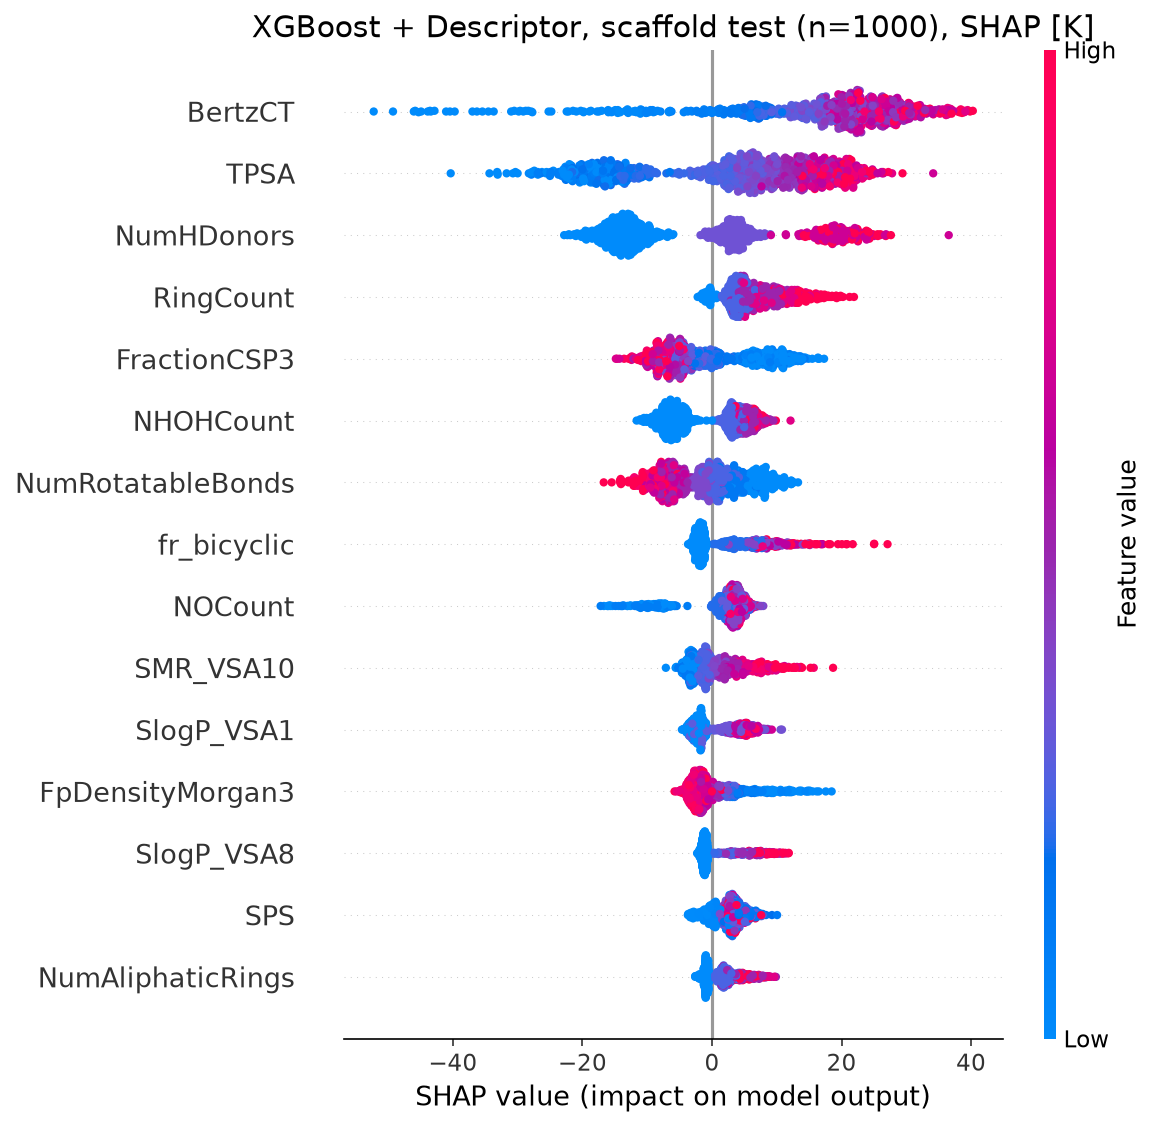 XGBoost + Descriptor, scaffold test (n=1000), SHAP [K]
High
BertzCT
TPSA
NumHDonors
RingCount
FractionCSP3
NHOHCount
NumRotatableBonds
fr_bicyclic
NOCount
SMR_VSA10
SlogP_VSA1
FpDensityMorgan3
SlogP_VSA8
SPS
NumAliphaticRings
Feature value
Low
−40 −20 0 20 40
SHAP value (impact on model output)